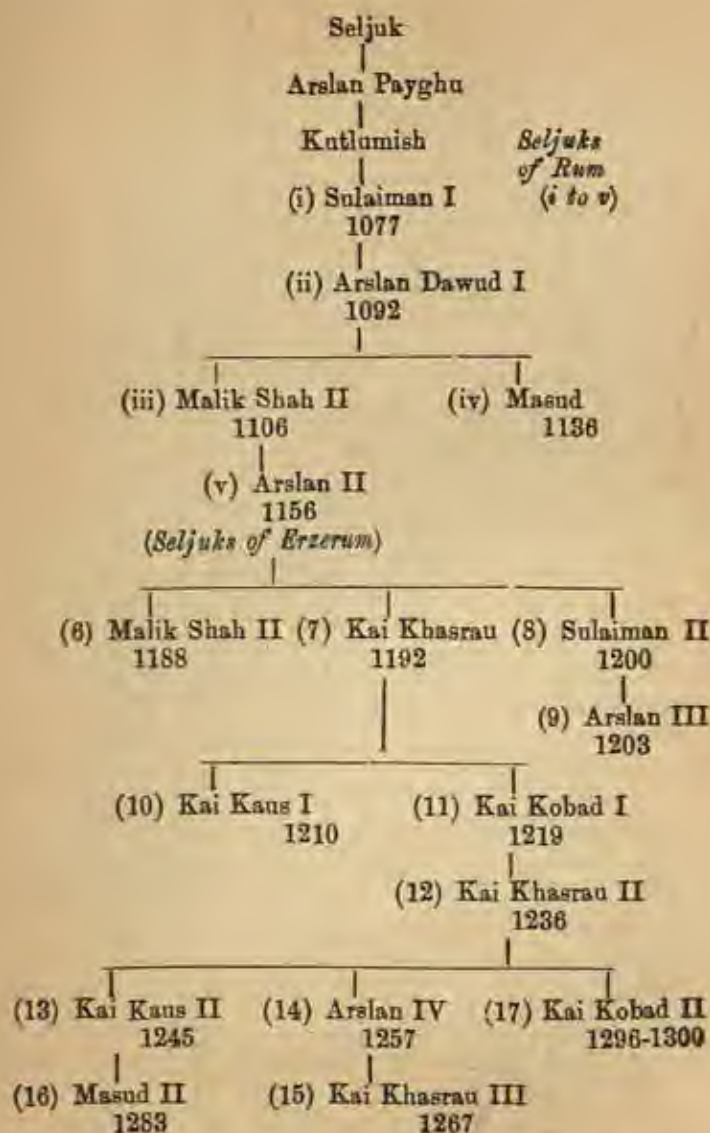 Seljuk
Arslan Payghu
Kutlumish Seljuks
of Rum
(i) Sulaiman I (i to v)
1077
(ii) Arslan Dawud I
1092
(iii) Malik Shah II (iv) Masud
1106 1136
(v) Arslan II
1156
(Seljuks of Erzerum)
(6) Malik Shah II (7) Kai Khasrau (8) Sulaiman II
1188 1192 1200
(9) Arslan III
1203
(10) Kai Kaus I (11) Kai Kobad I
1210 1219
(12) Kai Khasrau II
1236
(13) Kai Kaus II (14) Arslan IV (17) Kai Kobad II
1245 1257 1296-1300
(16) Masud II (15) Kai Khasrau III
1283 1267